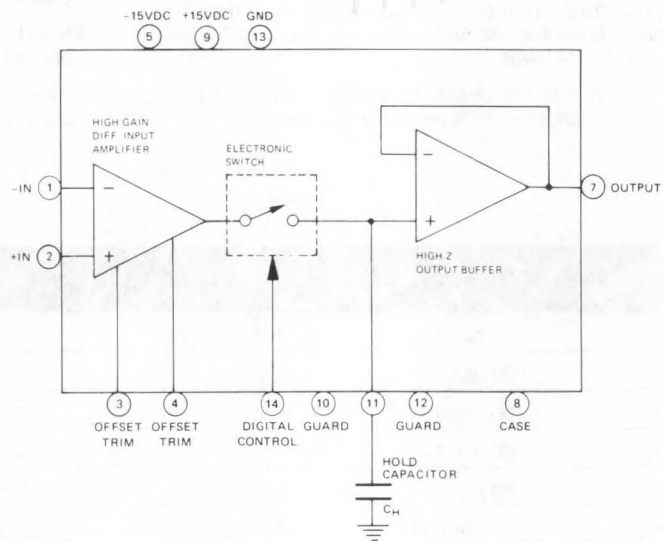 -15VDC +15VDC GND
5 9 13
HIGH GAIN
DIFF INPUT
AMPLIFIER
ELECTRONIC
SWITCH
-IN 1 −
+IN 2 +
−
+
7 OUTPUT
HIGH Z
OUTPUT BUFFER
3 4 14 10 11 12 8
OFFSET TRIM
OFFSET TRIM
DIGITAL CONTROL
GUARD
GUARD
CASE
HOLD
CAPACITOR
CH